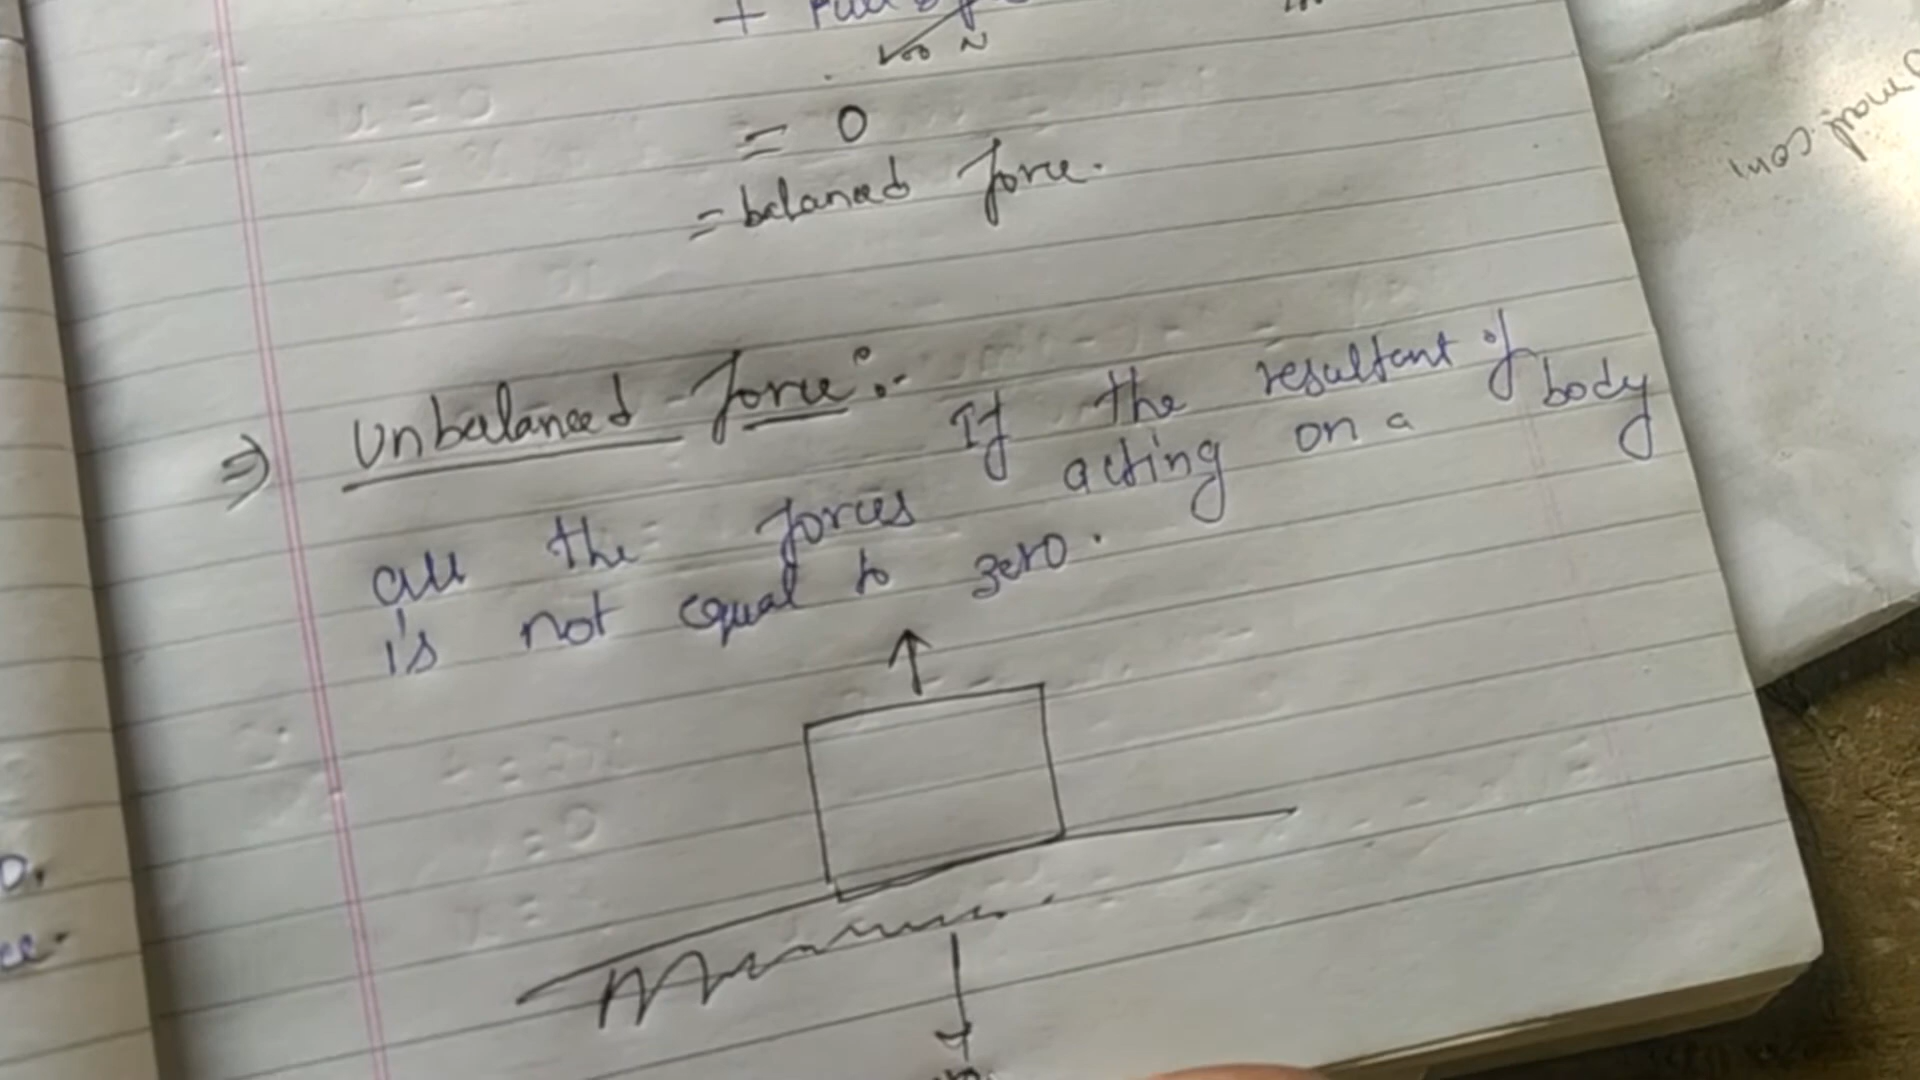 +
100 N
= 0
= balanced force.
⇒ Unbalanced force :- If the resultant of
all the forces acting on a body
is not equal to zero.